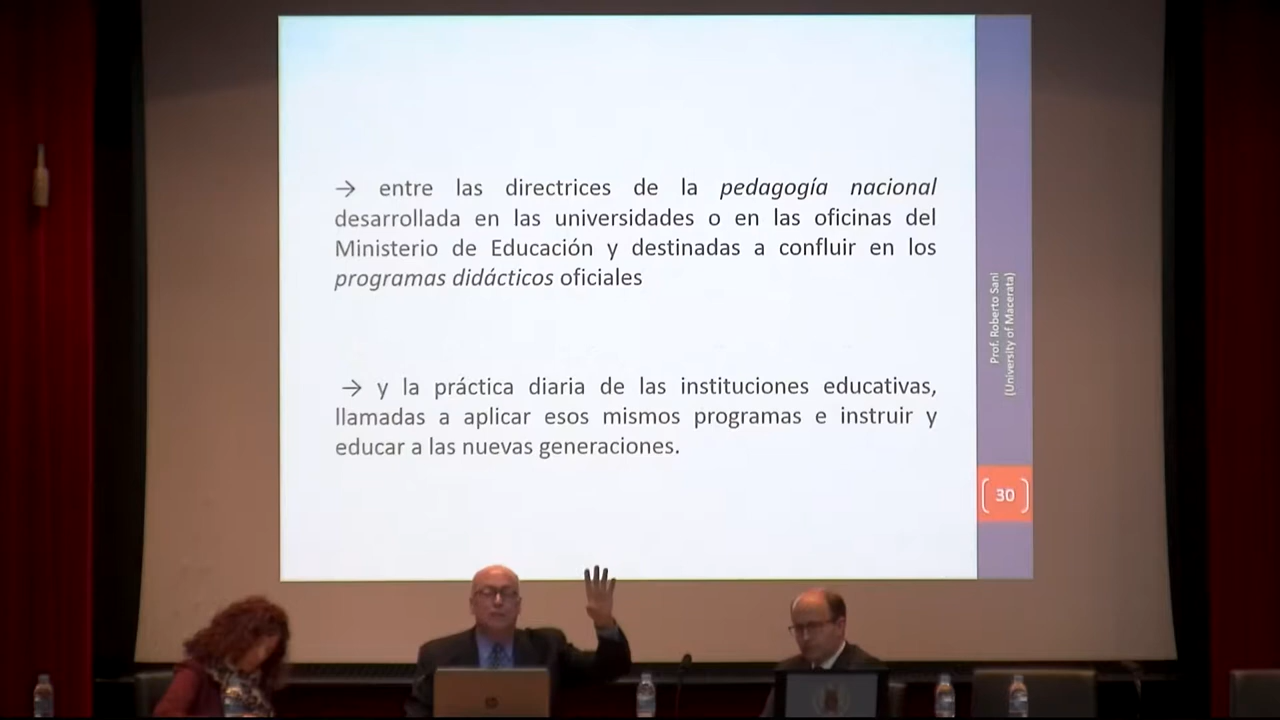 → entre las directrices de la pedagogía nacional
desarrollada en las universidades o en las oficinas del
Ministerio de Educación y destinadas a confluir en los
programas didácticos oficiales
→ y la práctica diaria de las instituciones educativas,
llamadas a aplicar esos mismos programas e instruir y
educar a las nuevas generaciones.
Prof. Roberto Sani
(University of Macerata)
30